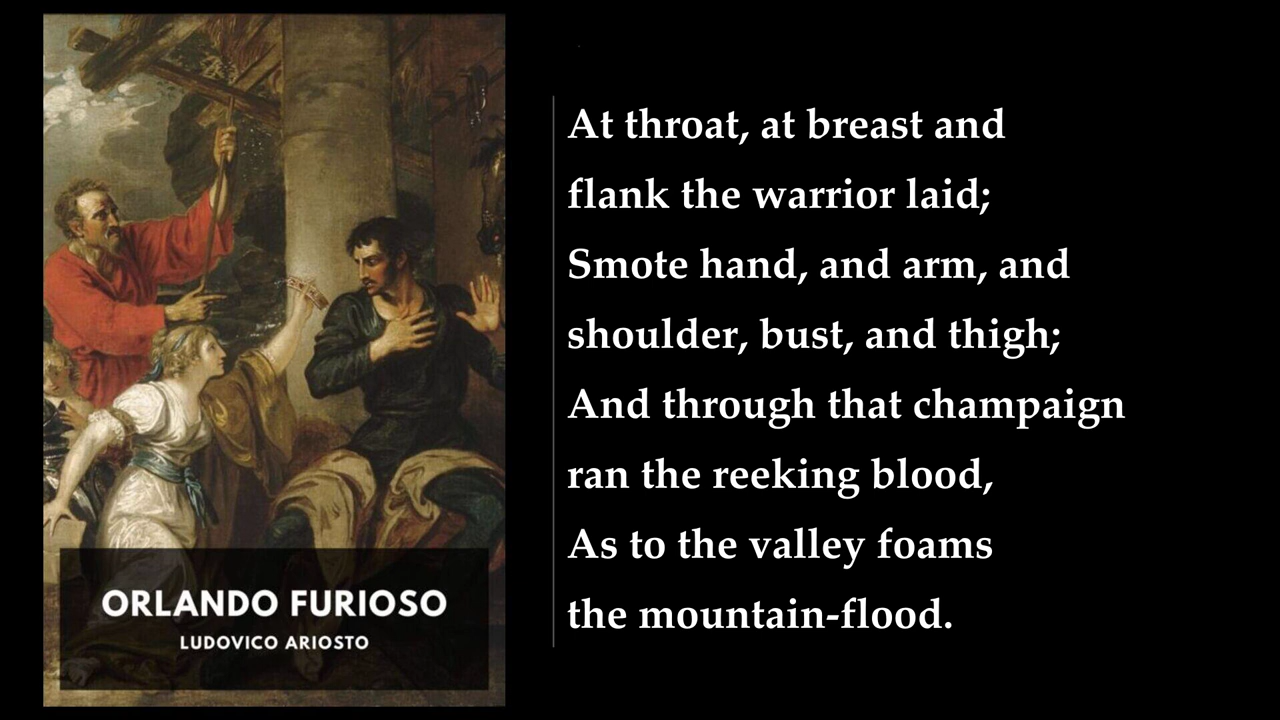 ORLANDO FURIOSO
LUDOVICO ARIOSTO
At throat, at breast and
flank the warrior laid;
Smote hand, and arm, and
shoulder, bust, and thigh;
And through that champaign
ran the reeking blood,
As to the valley foams
the mountain-flood.